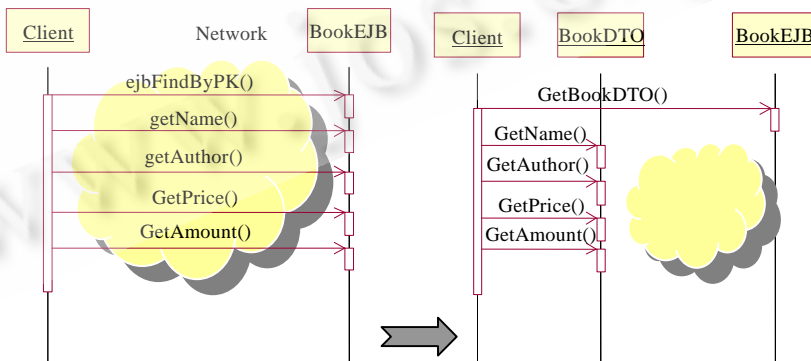 Client
Network
BookEJB
ejbFindByPK()
getName()
getAuthor()
GetPrice()
GetAmount()
Client
BookDTO
BookEJB
GetBookDTO()
GetName()
GetAuthor()
GetPrice()
GetAmount()